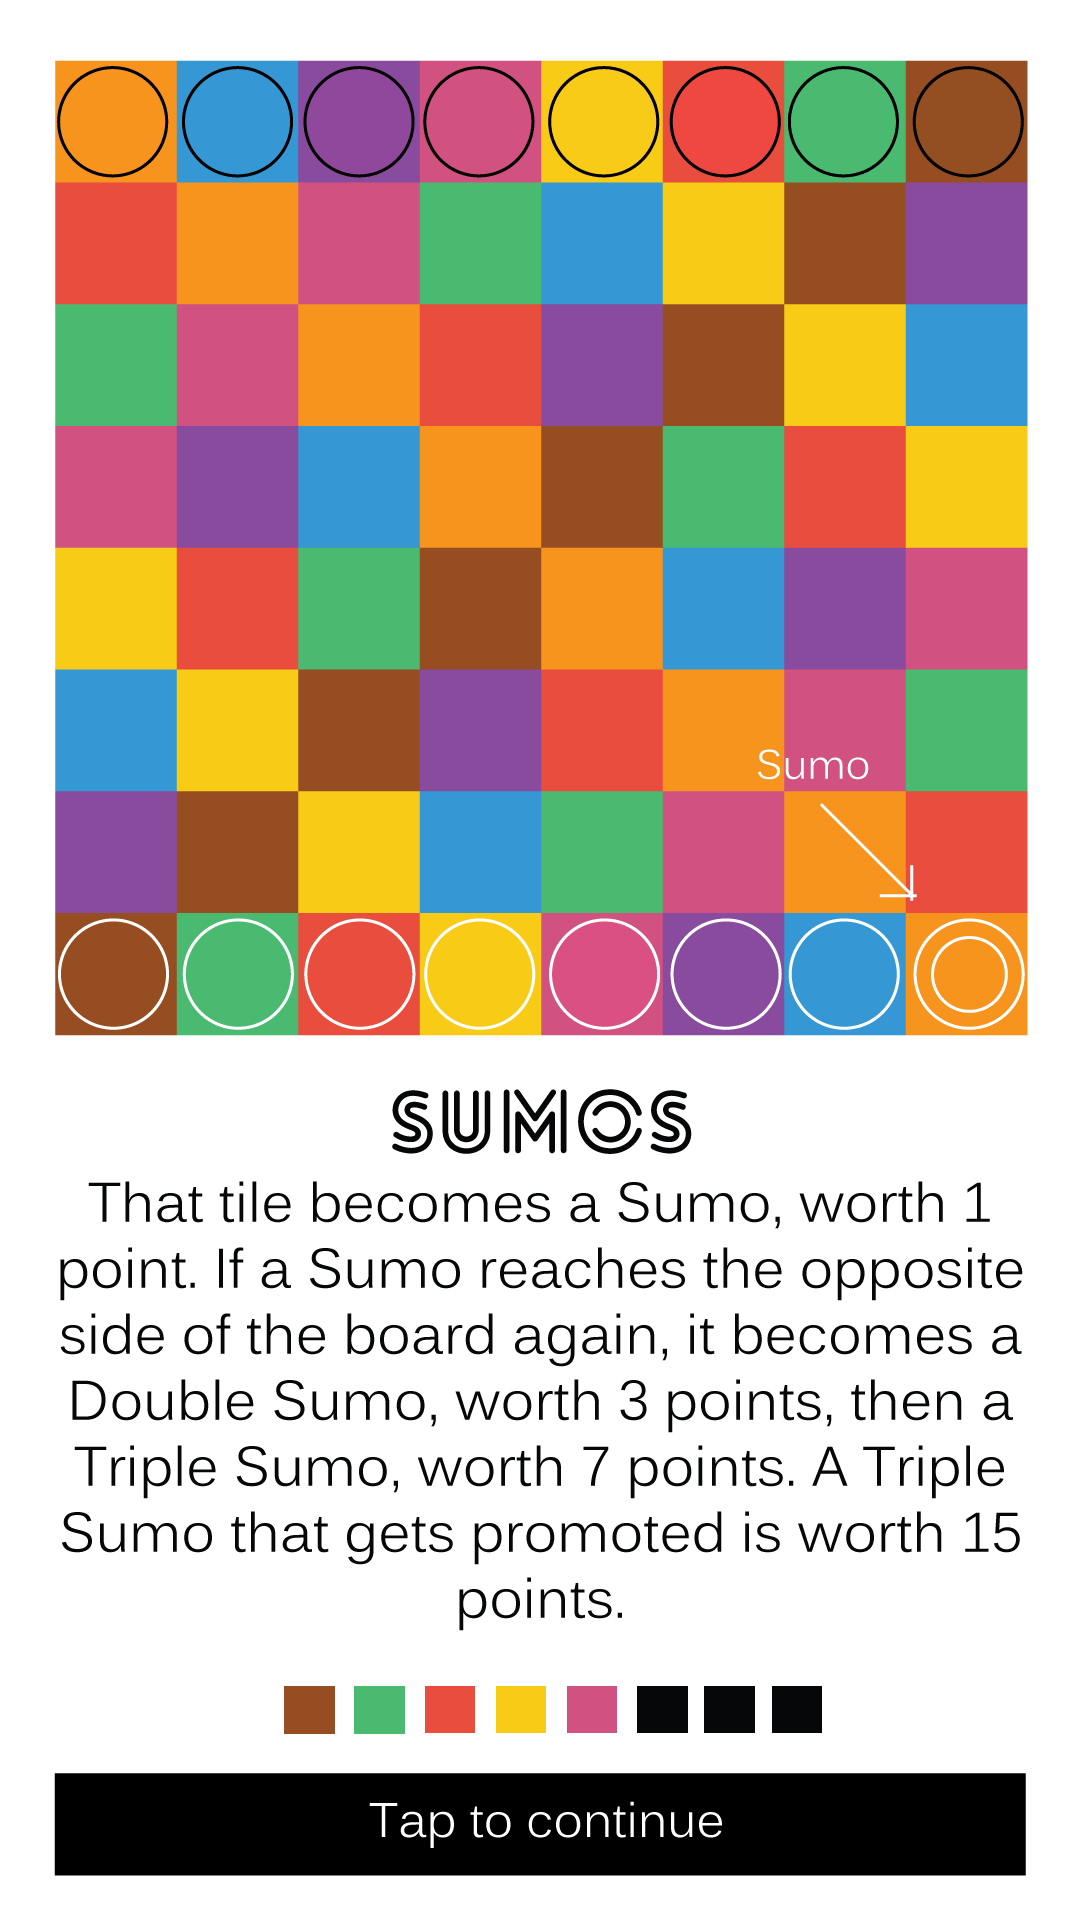 Sumo
SUMOS
That tile becomes a Sumo, worth 1
point. If a Sumo reaches the opposite
side of the board again, it becomes a
Double Sumo, worth 3 points, then a
Triple Sumo, worth 7 points. A Triple
Sumo that gets promoted is worth 15
points.
Tap to continue